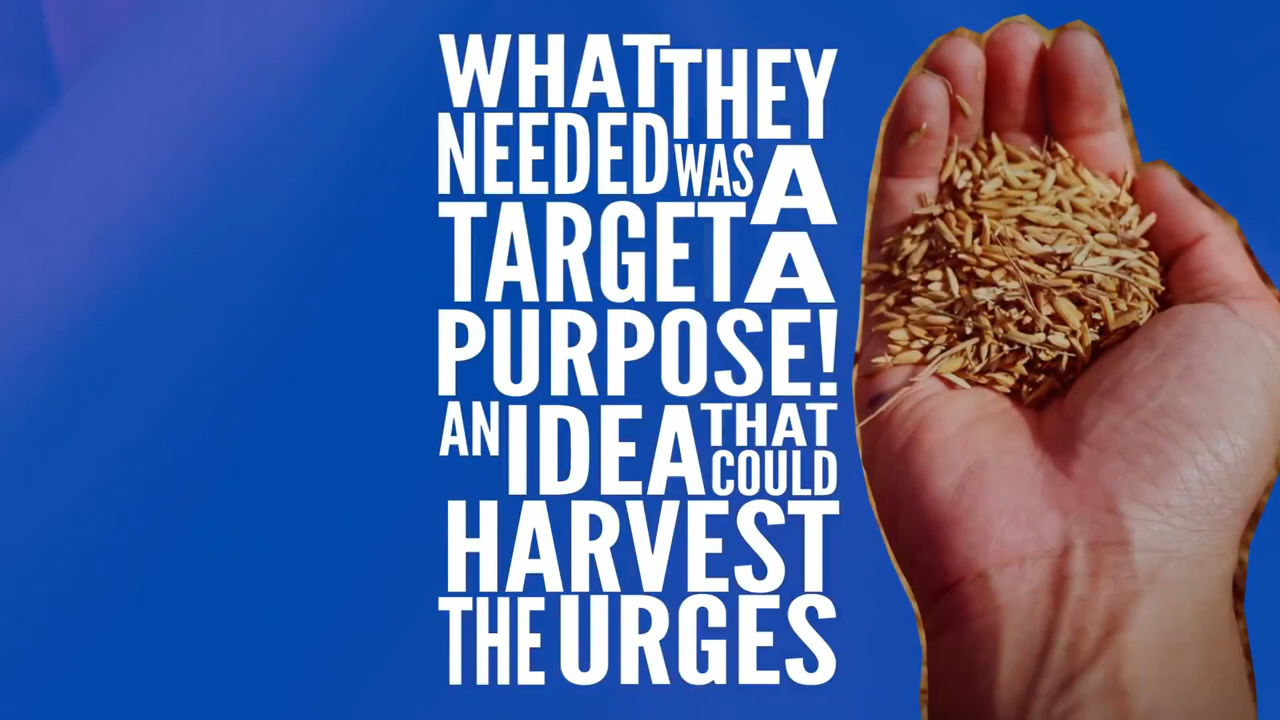 WHAT THEY
NEEDED WAS A
TARGET A
PURPOSE!
AN IDEA THAT
COULD
HARVEST
THE URGES